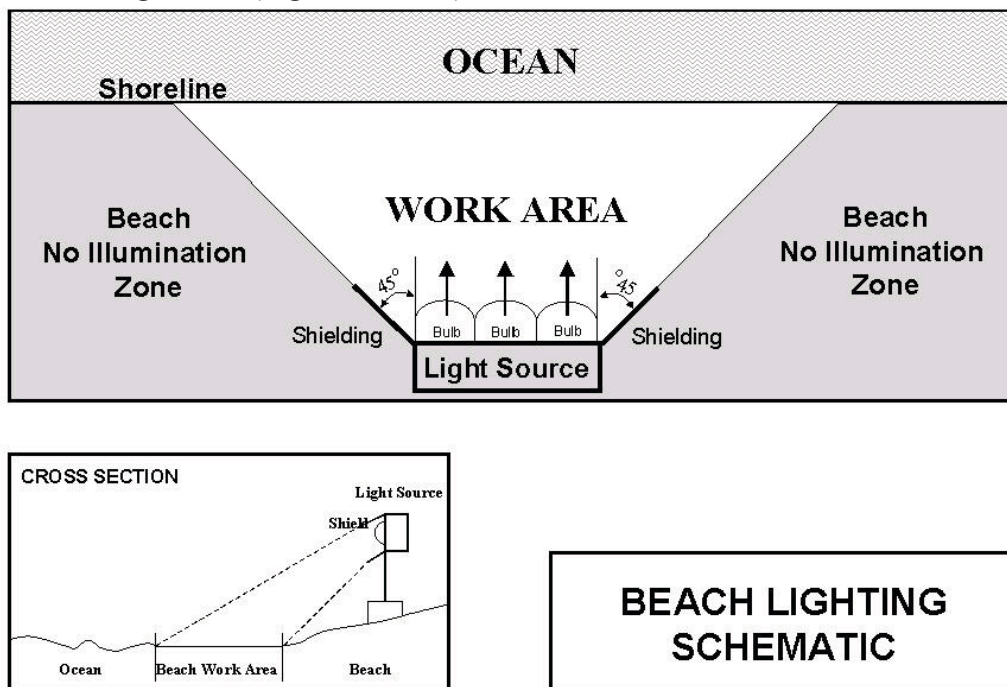 OCEAN
Shoreline
WORK AREA
Beach
No Illumination
Zone
Beach
No Illumination
Zone
45°
°45
Shielding
Bulb
Bulb
Bulb
Shielding
Light Source
CROSS SECTION
Light Source
Shield
Ocean
Beach Work Area
Beach
BEACH LIGHTING
SCHEMATIC